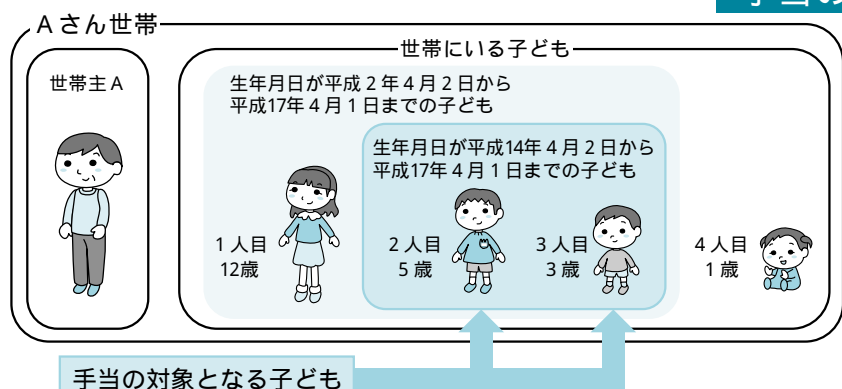 手当の
Aさん世帯
世帯にいる子ども
世帯主A
生年月日が平成2年4月2日から
平成17年4月1日までの子ども
生年月日が平成14年4月2日から
平成17年4月1日までの子ども
1人目
12歳
2人目
5歳
3人目
3歳
4人目
1歳
手当の対象となる子ども